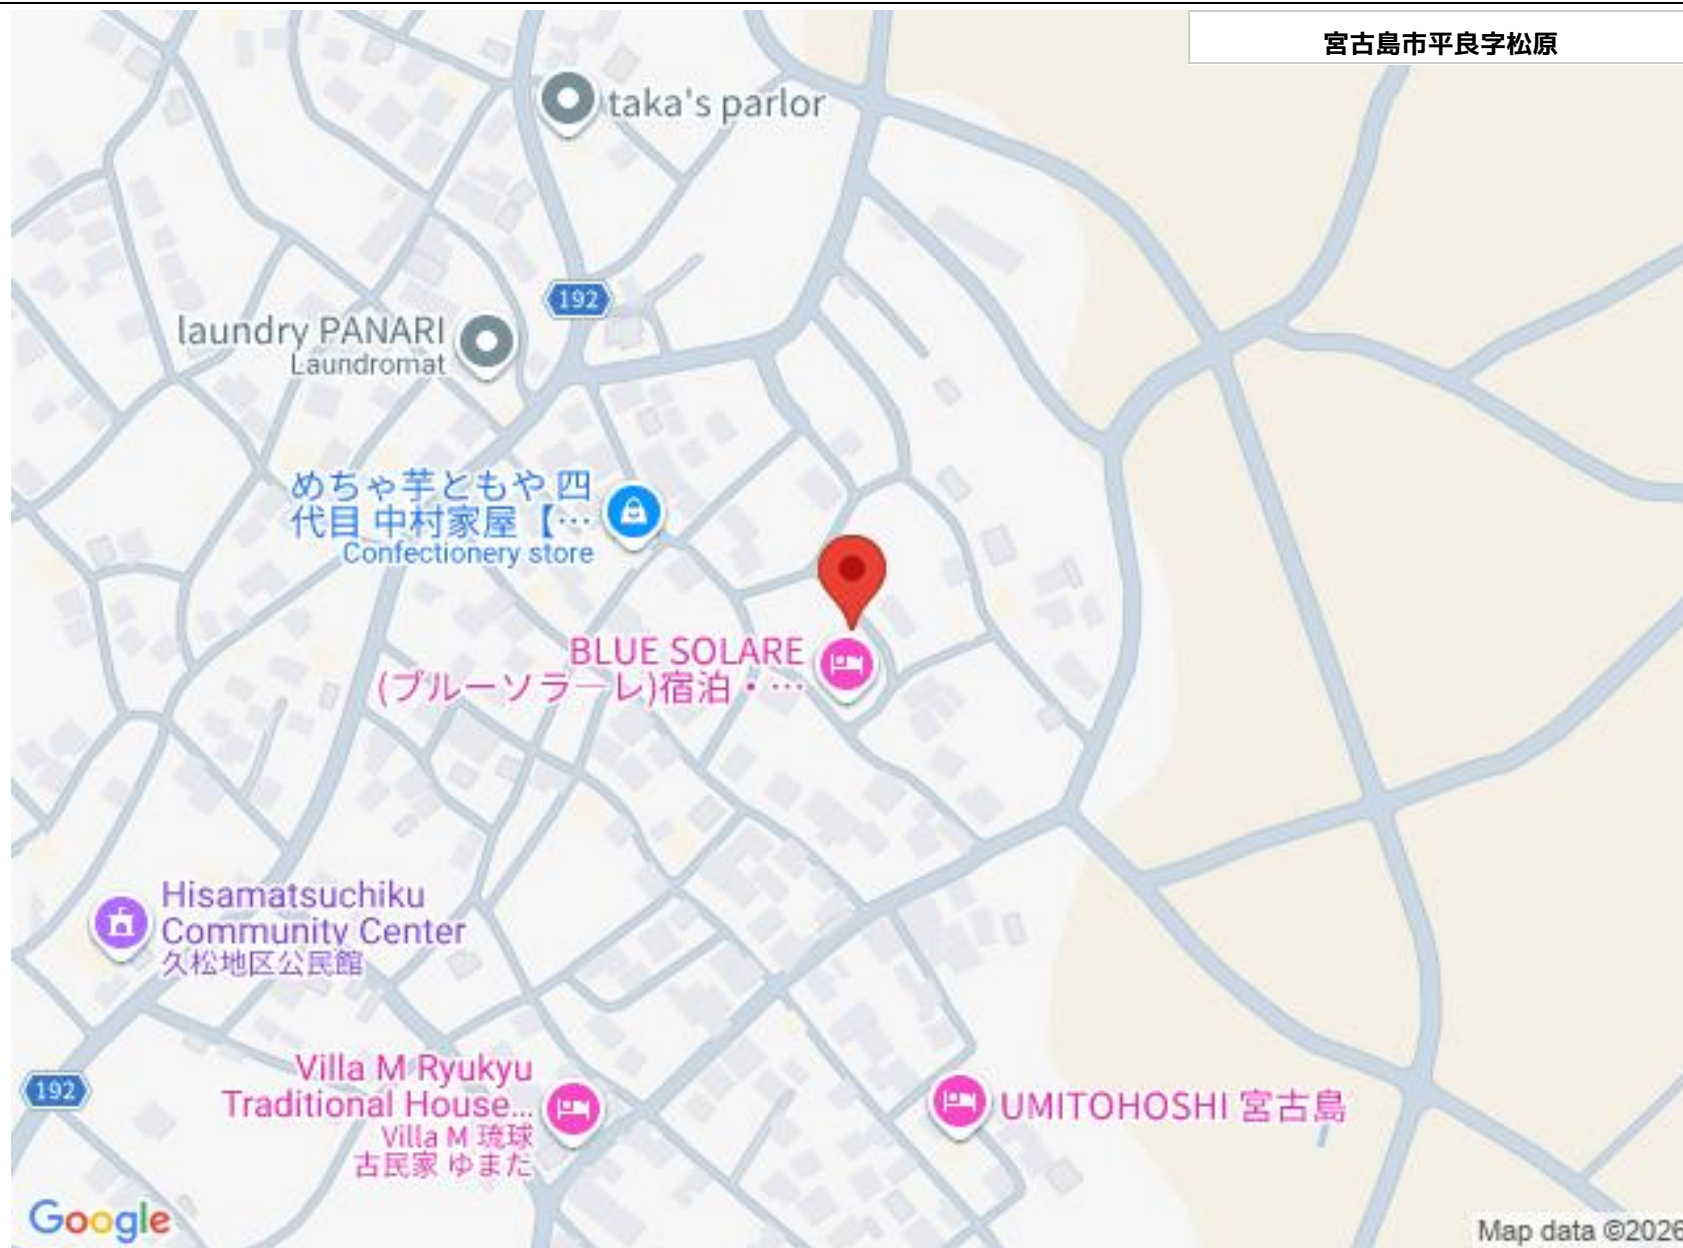 宮古島市平良字松原
taka's parlor
192
laundry PANARI
Laundromat
めちゃ芋ともや 四
代目 中村家屋【…
Confectionery store
BLUE SOLARE
(ブルーソラーレ)宿泊・…
Hisamatsuchiku
Community Center
久松地区公民館
192
Villa M Ryukyu
Traditional House...
Villa M 琉球
古民家 ゆまた
UMITOHOSHI 宮古島
Google
Map data ©2026